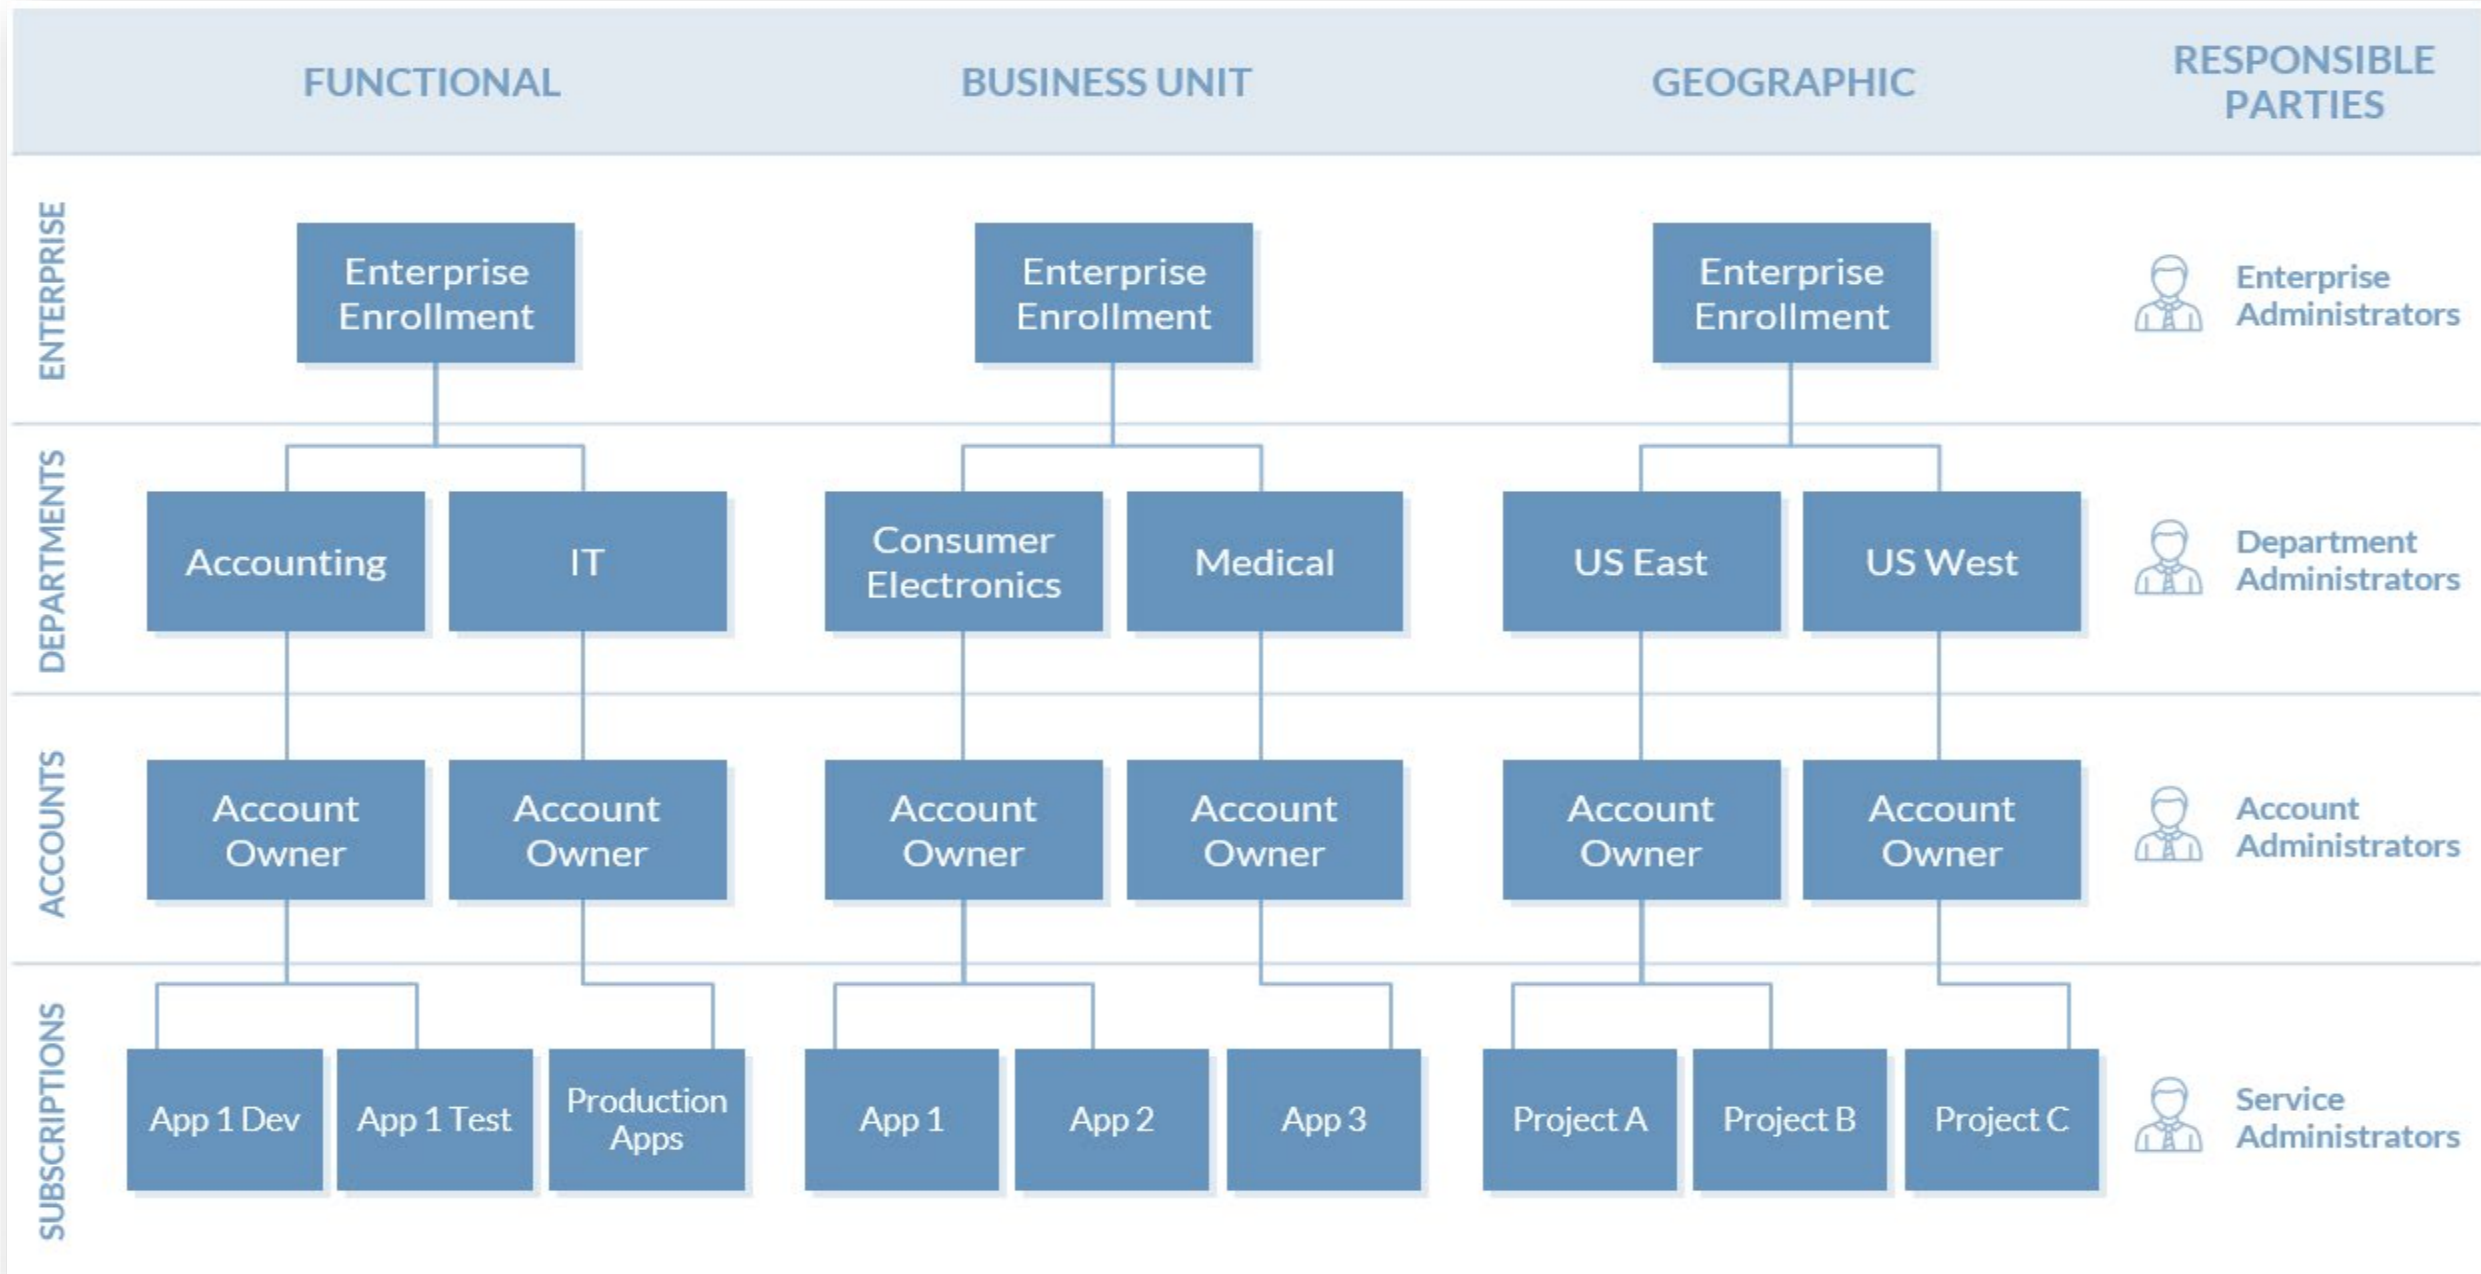 FUNCTIONAL
BUSINESS UNIT
GEOGRAPHIC
RESPONSIBLE
PARTIES
ENTERPRISE
Enterprise
Enrollment
Enterprise
Enrollment
Enterprise
Enrollment
Enterprise
Administrators
DEPARTMENTS
Accounting
IT
Consumer
Electronics
Medical
US East
US West
Department
Administrators
ACCOUNTS
Account
Owner
Account
Owner
Account
Owner
Account
Owner
Account
Owner
Account
Owner
Account
Administrators
SUBSCRIPTIONS
App 1 Dev
App 1 Test
Production
Apps
App 1
App 2
App 3
Project A
Project B
Project C
Service
Administrators